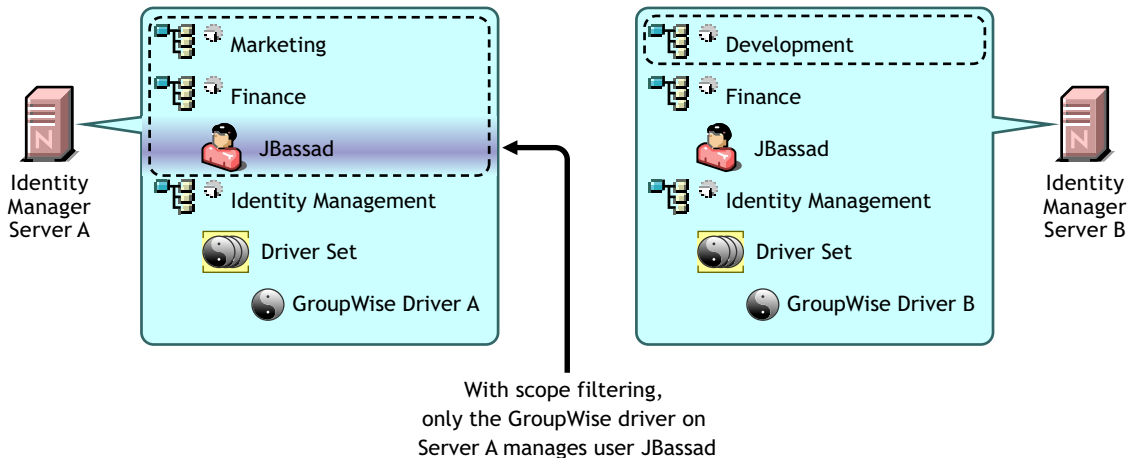 Marketing
Finance
JBassad
Identity Management
Driver Set
GroupWise Driver A
N
Identity
Manager
Server A
Development
Finance
JBassad
Identity Management
Driver Set
GroupWise Driver B
N
Identity
Manager
Server B
With scope filtering,
only the GroupWise driver on
Server A manages user JBassad